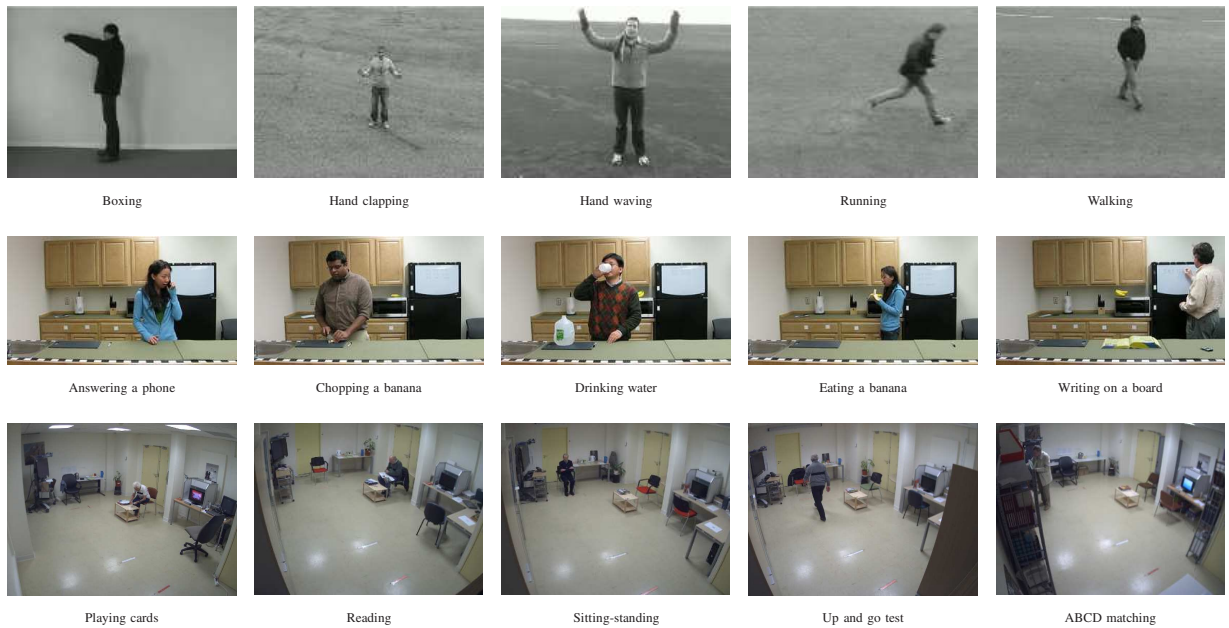 Boxing
Hand clapping
Hand waving
Running
Walking
Answering a phone
Chopping a banana
Drinking water
Eating a banana
Writing on a board
Playing cards
Reading
Sitting-standing
Up and go test
ABCD matching